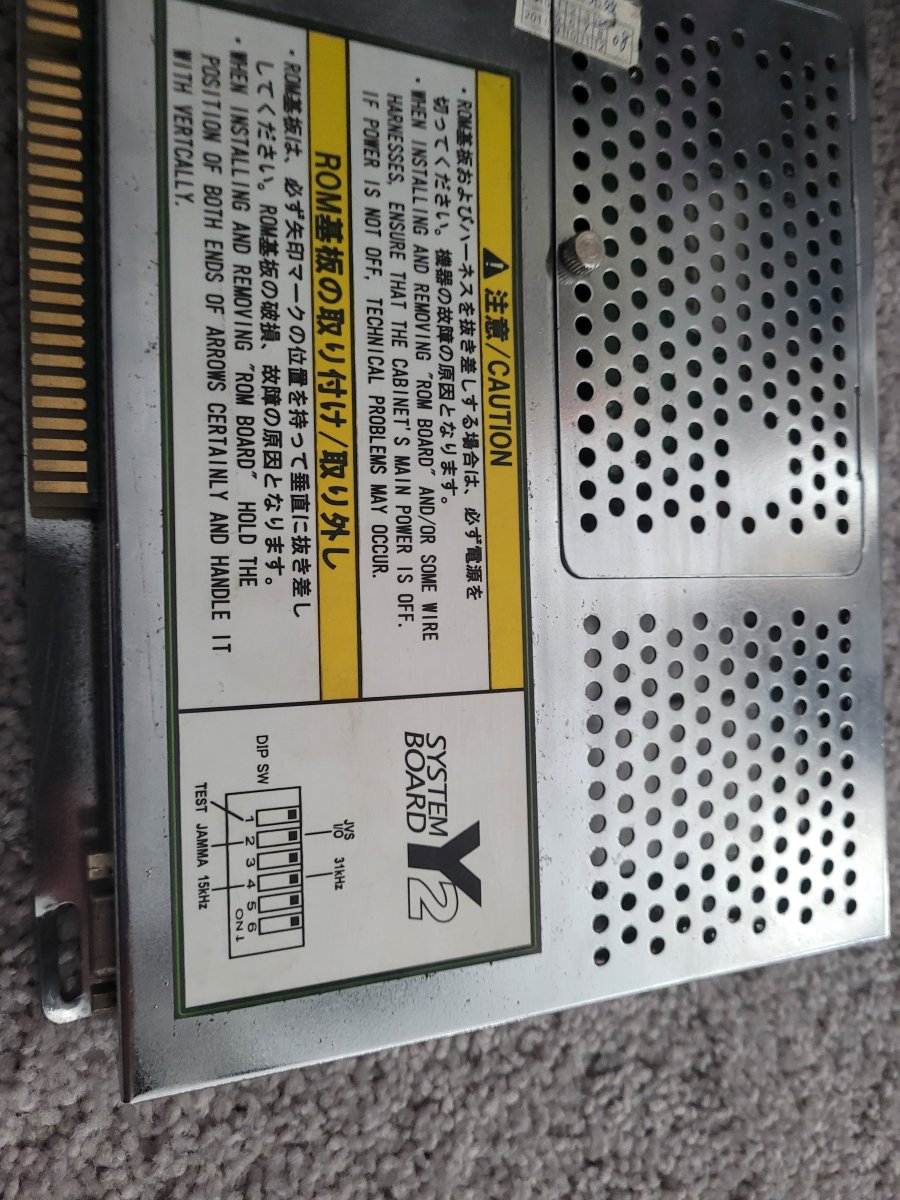 ⚠注意/CAUTION
・ROM基板およびハーネスを抜き差しする場合は、必ず電源を
切ってください。機器の故障の原因となります。
・WHEN INSTALLING AND REMOVING "ROM BOARD" AND/OR SOME WIRE
HARNESSES, ENSURE THAT THE CABINET'S MAIN POWER IS OFF.
IF POWER IS NOT OFF, TECHNICAL PROBLEMS MAY OCCUR.
ROM基板の取り付け/取り外し
・ROM基板は、必ず矢印マークの位置を持って垂直に抜き差し
してください。ROM基板の破損、故障の原因となります。
・WHEN INSTALLING AND REMOVING "ROM BOARD" HOLD THE
POSITION OF BOTH ENDS OF ARROWS CERTAINLY AND HANDLE IT
WITH VERTCALLY.
SYSTEM
BOARD
Y2
JVS
I/O
31kHz
DIP SW
1 2 3 4 5 6
ON↓
TEST JAMMA 15kHz
08